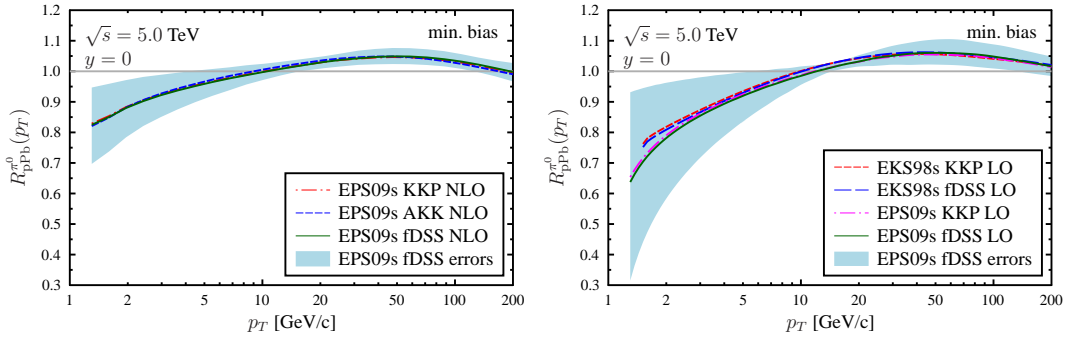 √s = 5.0 TeV
y = 0
min. bias
R^{π^0}_{pPb}(p_T)
1.2
1.1
1.0
0.9
0.8
0.7
0.6
0.5
0.4
0.3
EPS09s KKP NLO
EPS09s AKK NLO
EPS09s fDSS NLO
EPS09s fDSS errors
1 2 5 10 20 50 100 200
p_T [GeV/c]
√s = 5.0 TeV
y = 0
min. bias
R^{π^0}_{pPb}(p_T)
1.2
1.1
1.0
0.9
0.8
0.7
0.6
0.5
0.4
0.3
EKS98s KKP LO
EKS98s fDSS LO
EPS09s KKP LO
EPS09s fDSS LO
EPS09s fDSS errors
1 2 5 10 20 50 100 200
p_T [GeV/c]